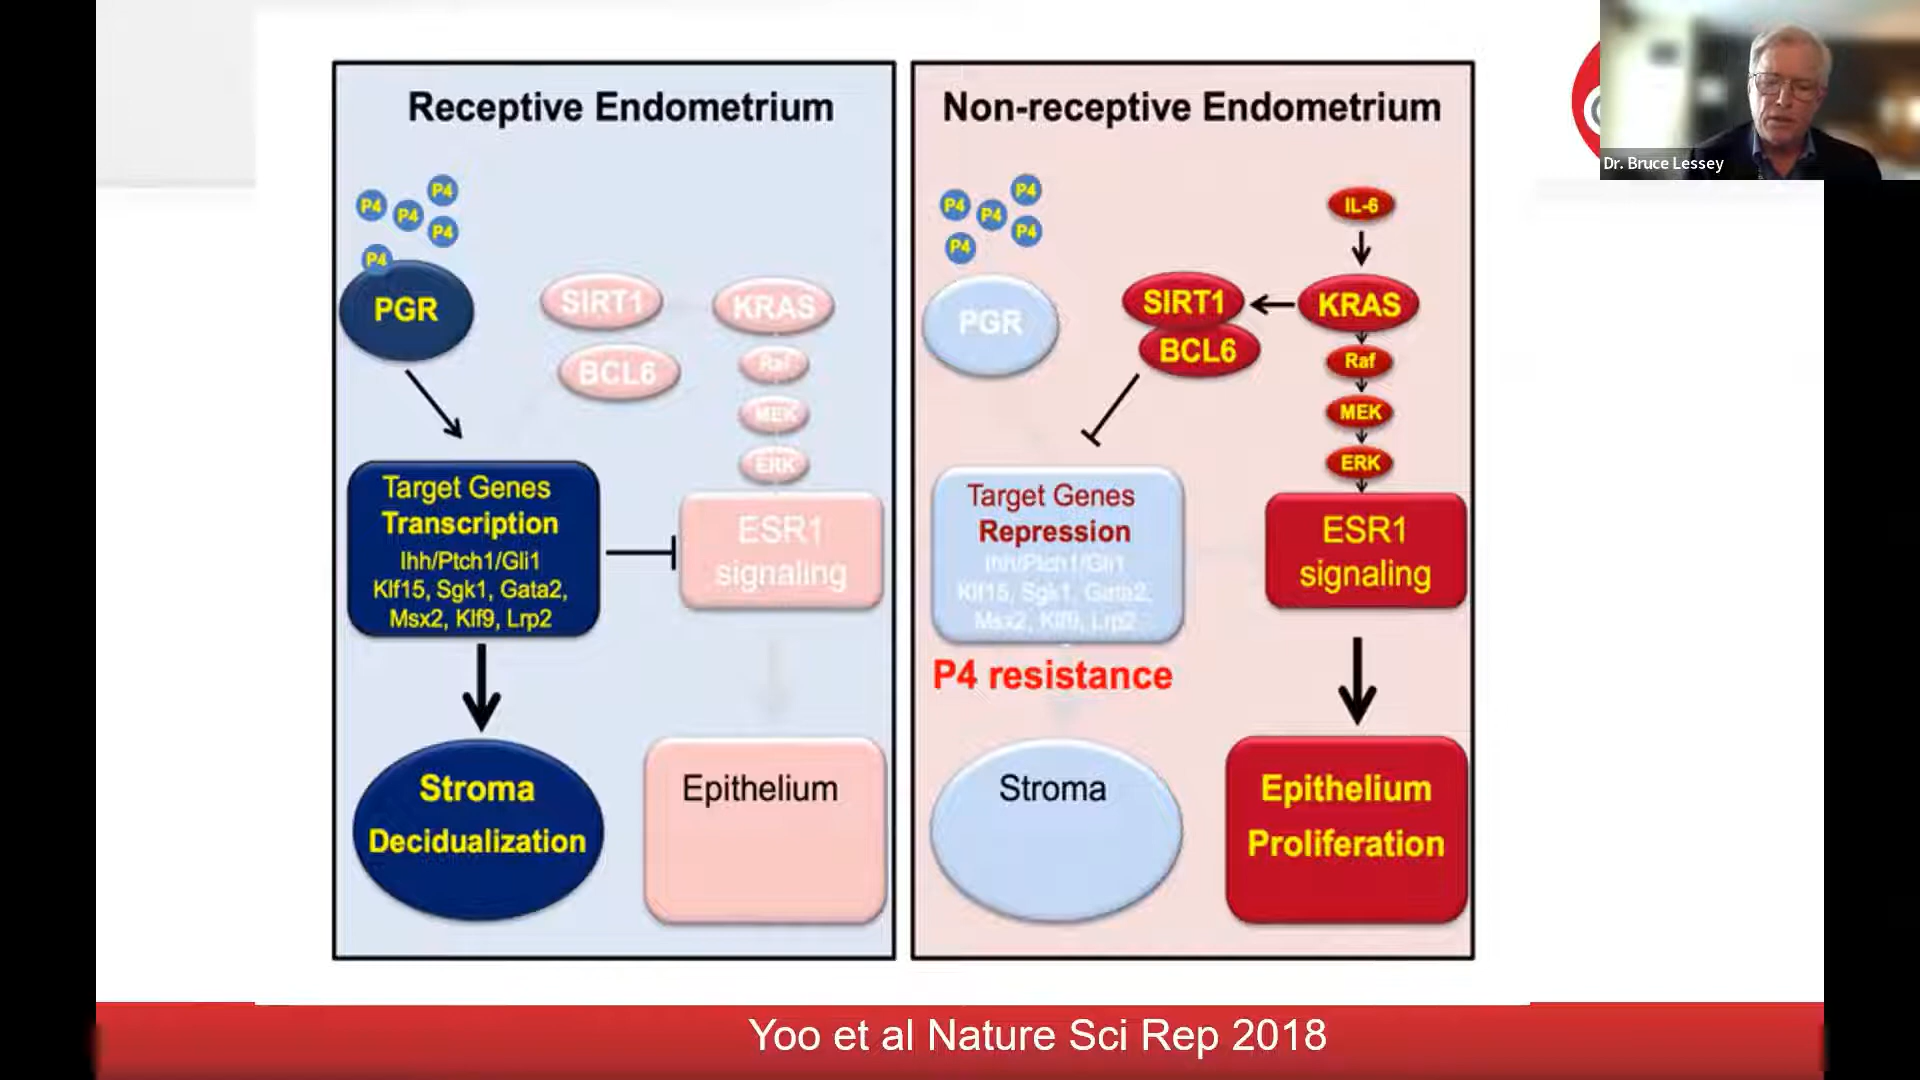 Receptive Endometrium
P4
P4
P4
P4
P4
PGR
SIRT1
KRAS
BCL6
Raf
MEK
ERK
Target Genes
Transcription
Ihh/Ptch1/Gli1
Klf15, Sgk1, Gata2,
Msx2, Klf9, Lrp2
ESR1
signaling
Stroma
Decidualization
Epithelium
Non-receptive Endometrium
P4
P4
P4
P4
P4
IL-6
PGR
SIRT1
KRAS
BCL6
Raf
MEK
ERK
Target Genes
Repression
Ihh/Ptch1/Gli1
Klf15, Sgk1, Gata2,
Msx2, Klf9, Lrp2
ESR1
signaling
P4 resistance
Stroma
Epithelium
Proliferation
Dr. Bruce Lessey
Yoo et al Nature Sci Rep 2018